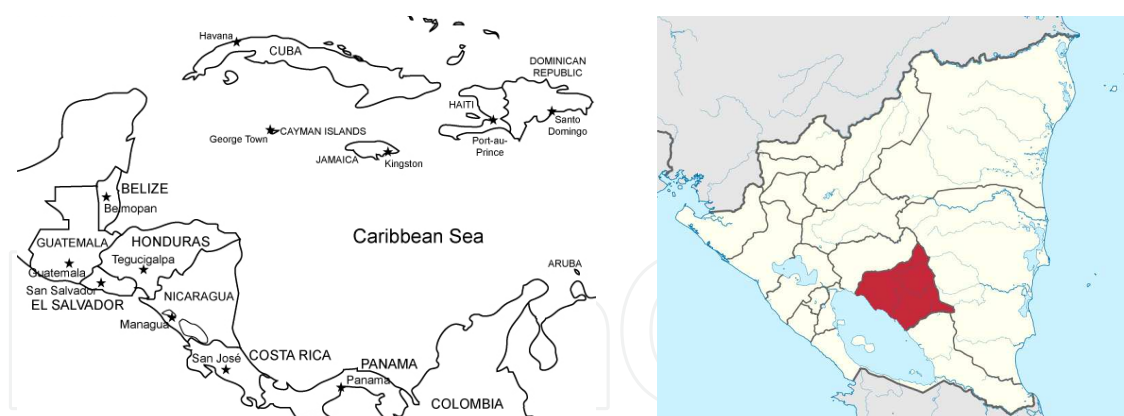 Havana
CUBA
DOMINICAN
REPUBLIC
HAITI
Santo
Domingo
Port-au-
Prince
George Town
CAYMAN ISLANDS
JAMAICA
Kingston
BELIZE
Belmopan
GUATEMALA
HONDURAS
Tegucigalpa
Guatemala
San Salvador
EL SALVADOR
NICARAGUA
Managua
Caribbean Sea
ARUBA
San José
COSTA RICA
PANAMA
Panama
COLOMBIA